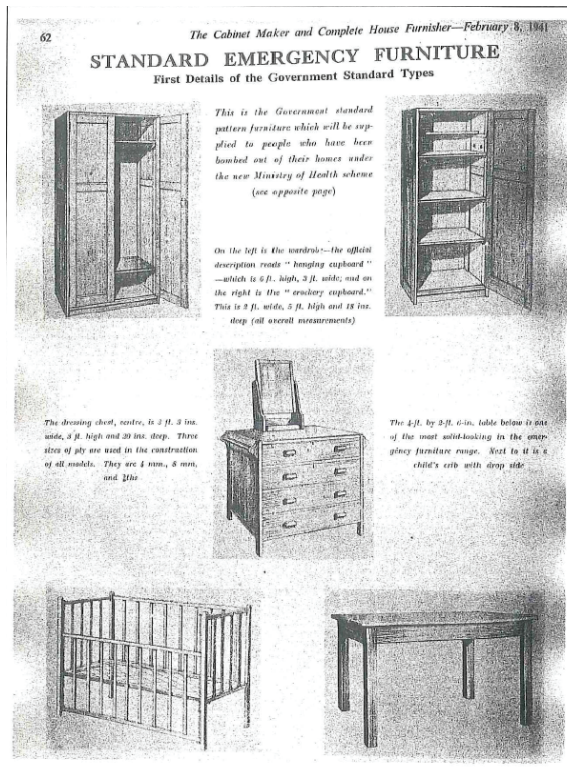 62
The Cabinet Maker and Complete House Furnisher—February 8, 1941
STANDARD EMERGENCY FURNITURE
First Details of the Government Standard Types
This is the Government standard
pattern furniture which will be sup-
plied to people who have been
bombed out of their homes under
the new Ministry of Health scheme
(see opposite page)
On the left is the wardrobe—the official
description reads " hanging cupboard "
—which is 6 ft. high, 3 ft. wide; and on
the right is the " crockery cupboard."
This is 2 ft. wide, 5 ft. high and 18 ins.
deep (all overall measurements)
The dressing chest, centre, is 3 ft. 3 ins.
wide, 3 ft. high and 20 ins. deep. Three
sizes of ply are used in the construction
of all models. They are 4 mm., 6 mm,
and
The 4-ft. by 2-ft. 6-in. table below is one
of the most solid-looking in the emer-
gency furniture range. Next to it is a
child's crib with drop side